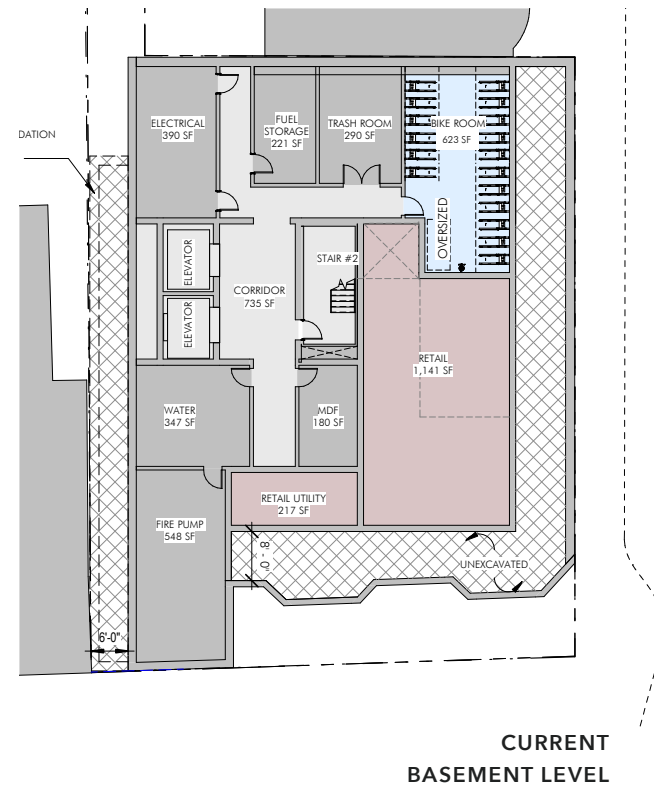 ELECTRICAL
390 SF
FUEL
STORAGE
221 SF
TRASH ROOM
290 SF
BIKE ROOM
623 SF
DATION
OVERSIZED
ELEVATOR
STAIR #2
CORRIDOR
735 SF
ELEVATOR
RETAIL
1,141 SF
WATER
347 SF
MDF
180 SF
RETAIL UTILITY
217 SF
FIRE PUMP
548 SF
8' - 0"
UNEXCAVATED
6'-0"
CURRENT
BASEMENT LEVEL